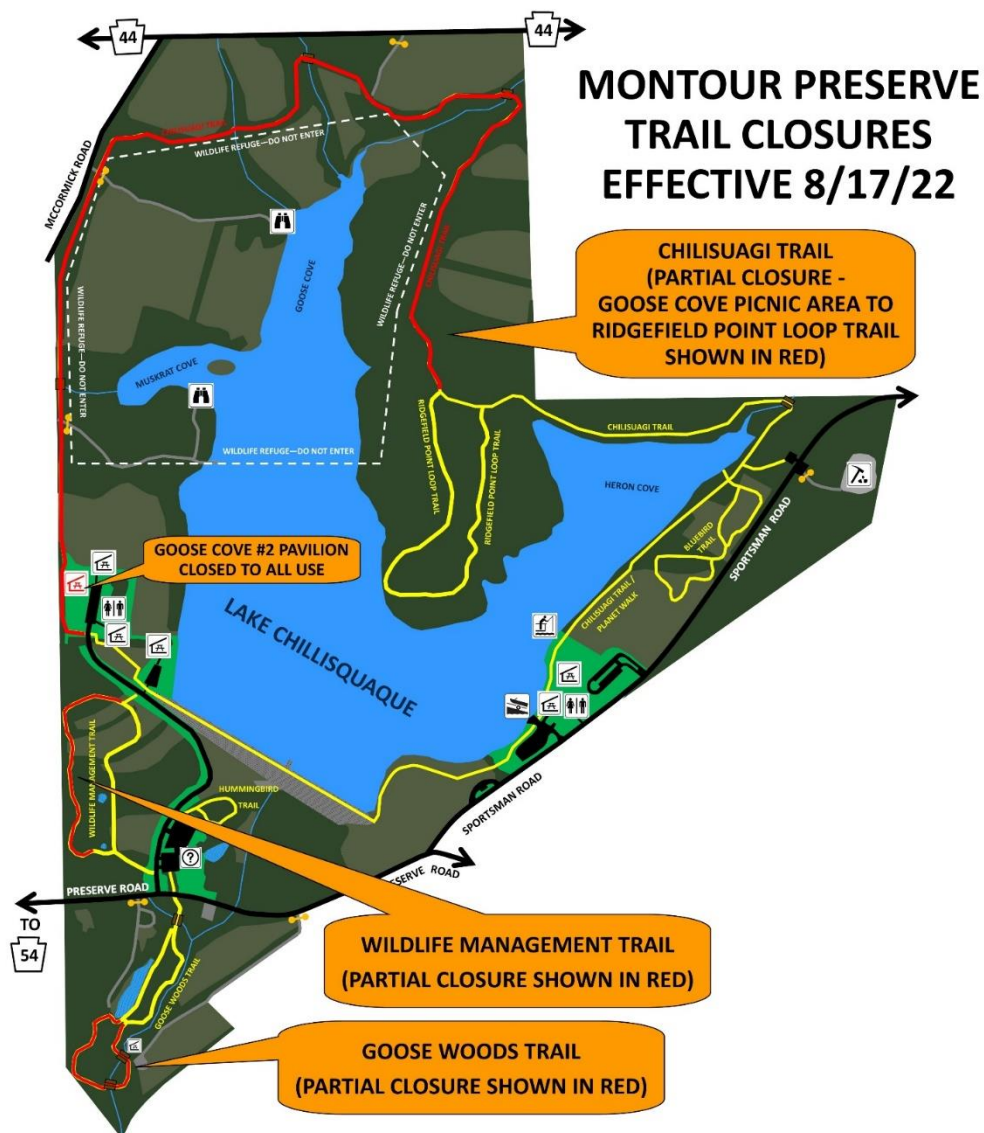 44
44
MONTOUR PRESERVE
TRAIL CLOSURES
EFFECTIVE 8/17/22
MCCORMICK ROAD
CHILISUAGI TRAIL
WILDLIFE REFUGE—DO NOT ENTER
WILDLIFE REFUGE—DO NOT ENTER
CHILISUAGI TRAIL
GOOSE COVE
CHILISUAGI TRAIL
(PARTIAL CLOSURE -
GOOSE COVE PICNIC AREA TO
RIDGEFIELD POINT LOOP TRAIL
SHOWN IN RED)
WILDLIFE REFUGE—DO NOT ENTER
MUSKRAT COVE
WILDLIFE REFUGE—DO NOT ENTER
RIDGEFIELD POINT LOOP TRAIL
RIDGEFIELD POINT LOOP TRAIL
CHILISUAGI TRAIL
HERON COVE
BLUEBIRD
TRAIL
SPORTSMAN ROAD
CHILISUAGI TRAIL /
PLANET WALK
GOOSE COVE #2 PAVILION
CLOSED TO ALL USE
LAKE CHILLISQUAQUE
WILDLIFE MANAGEMENT TRAIL
HUMMINGBIRD
TRAIL
?
SPORTSMAN ROAD
PRESERVE ROAD
ESERVE ROAD
TO
54
GOOSE WOODS TRAIL
WILDLIFE MANAGEMENT TRAIL
(PARTIAL CLOSURE SHOWN IN RED)
GOOSE WOODS TRAIL
(PARTIAL CLOSURE SHOWN IN RED)